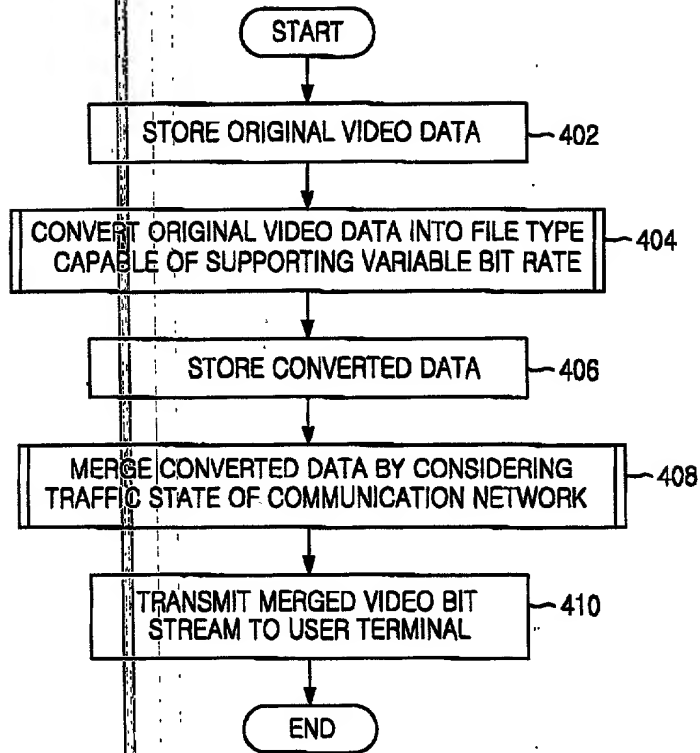 START
STORE ORIGINAL VIDEO DATA
402
CONVERT ORIGINAL VIDEO DATA INTO FILE TYPE
CAPABLE OF SUPPORTING VARIABLE BIT RATE
404
STORE CONVERTED DATA
406
MERGE CONVERTED DATA BY CONSIDERING
TRAFFIC STATE OF COMMUNICATION NETWORK
408
TRANSMIT MERGED VIDEO BIT
STREAM TO USER TERMINAL
410
END